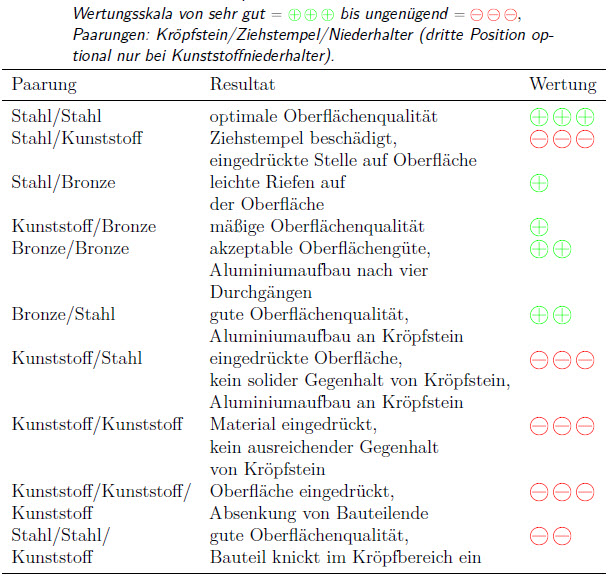 Wertungsskala von sehr gut = ⊕⊕⊕ bis ungenügend = ⊖⊖⊖,
Paarungen: Kröpfstein/Ziehstempel/Niederhalter (dritte Position op-
tional nur bei Kunststoffniederhalter).
Paarung Resultat Wertung
Stahl/Stahl optimale Oberflächenqualität ⊕⊕⊕
Stahl/Kunststoff Ziehstempel beschädigt, ⊖⊖⊖
eingedrückte Stelle auf Oberfläche
Stahl/Bronze leichte Riefen auf ⊕
der Oberfläche
Kunststoff/Bronze mäßige Oberflächenqualität ⊕
Bronze/Bronze akzeptable Oberflächengüte, ⊕⊕
Aluminiumaufbau nach vier
Durchgängen
Bronze/Stahl gute Oberflächenqualität, ⊕⊕
Aluminiumaufbau an Kröpfstein
Kunststoff/Stahl eingedrückte Oberfläche, ⊖⊖⊖
kein solider Gegenhalt von Kröpfstein,
Aluminiumaufbau an Kröpfstein
Kunststoff/Kunststoff Material eingedrückt, ⊖⊖⊖
kein ausreichender Gegenhalt
von Kröpfstein
Kunststoff/Kunststoff/ Oberfläche eingedrückt, ⊖⊖⊖
Kunststoff Absenkung von Bauteilende
Stahl/Stahl/ gute Oberflächenqualität, ⊖⊖
Kunststoff Bauteil knickt im Kröpfbereich ein